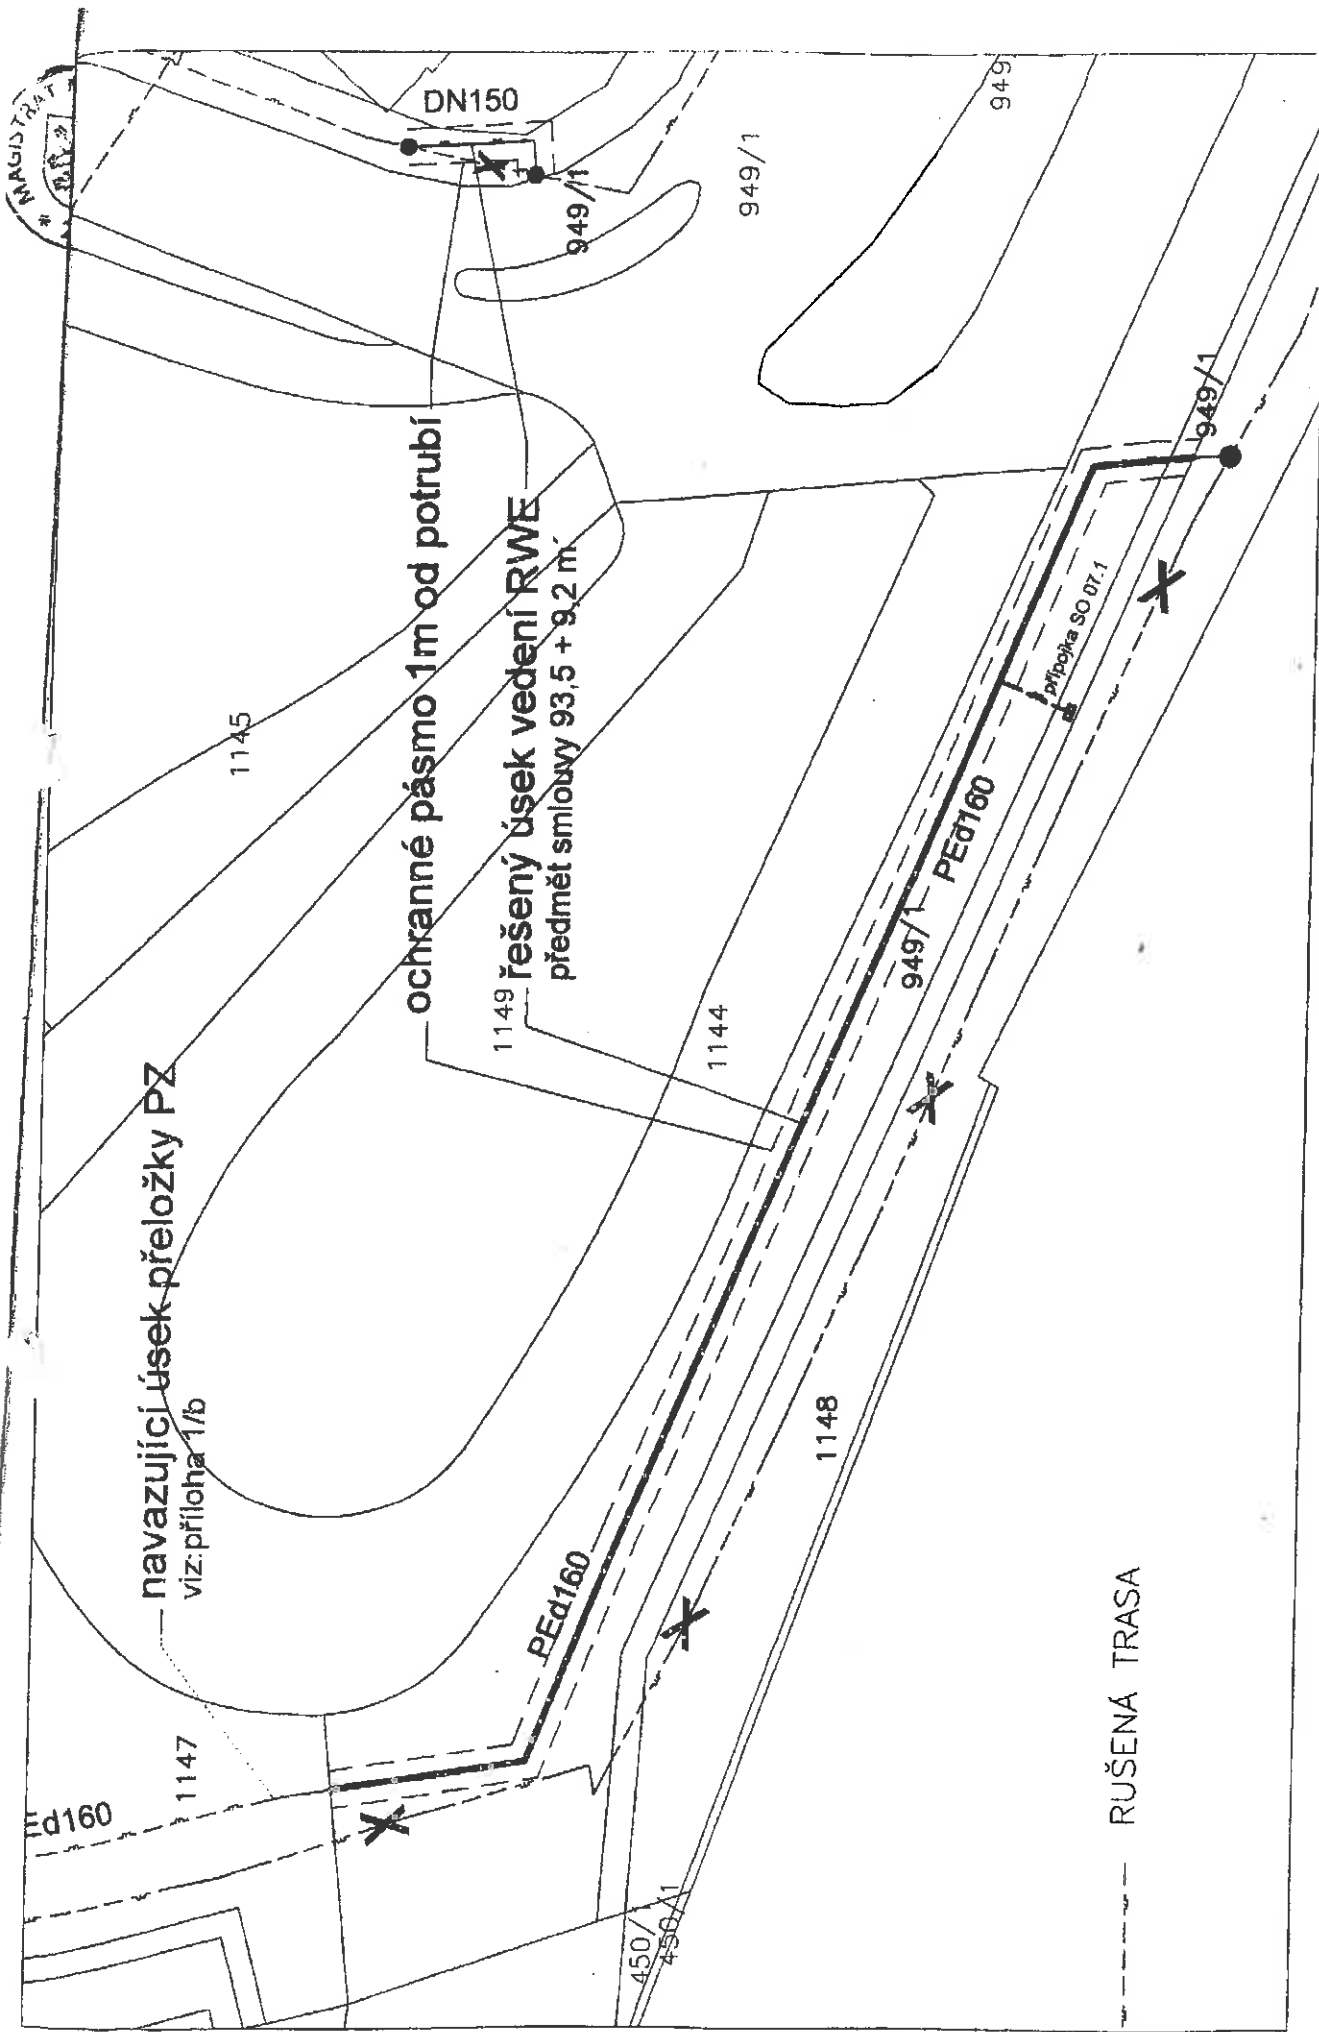 MAGISTRAT
DN150
949/1
949/1
949
949/1
1145
ochranné pásmo 1m od potrubí
1149
řešený úsek vedení RWE
předmět smlouvy 93,5 + 9,2 m
1144
přípojka SO 07.1
PEd160
949/1
navazující úsek přeložky PZ
viz:příloha 1/b
1147
Ed160
PEd160
1148
450/1
450/1
RUŠENÁ TRASA